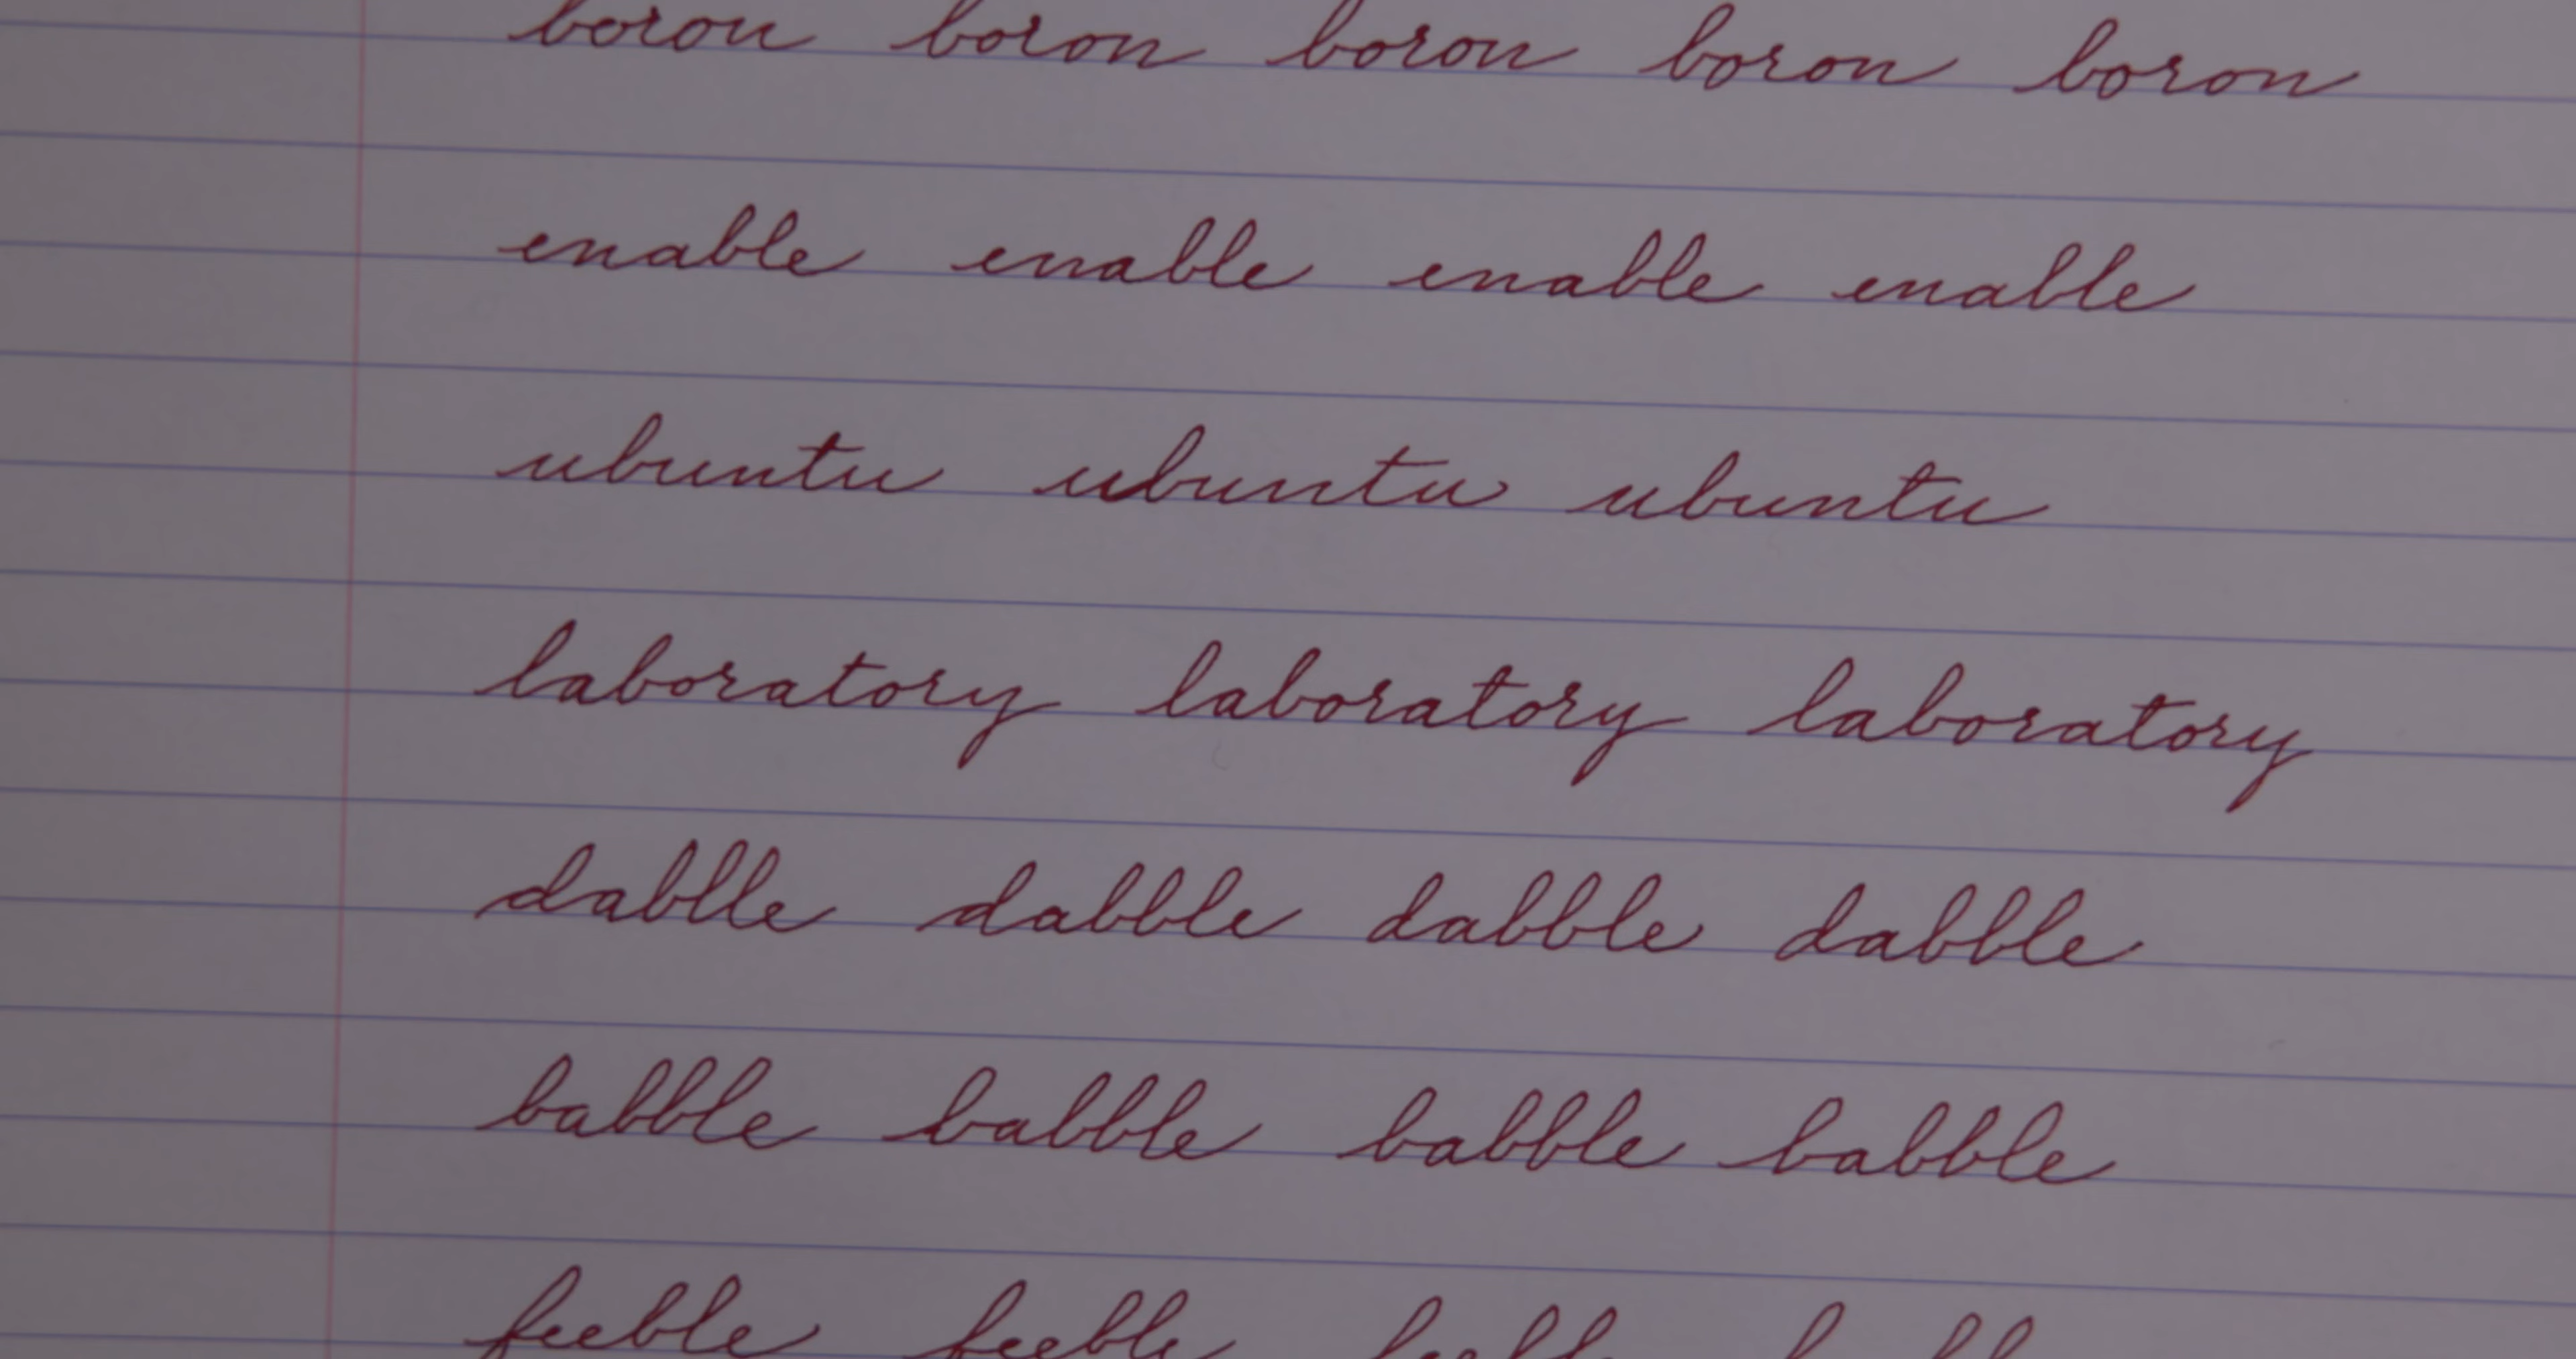 boron boron boron boron boron
enable enable enable enable
ubuntu ubuntu ubuntu
laboratory laboratory laboratory
dablle dabble dabble dabble
babble babble babble babble
feeble feeble